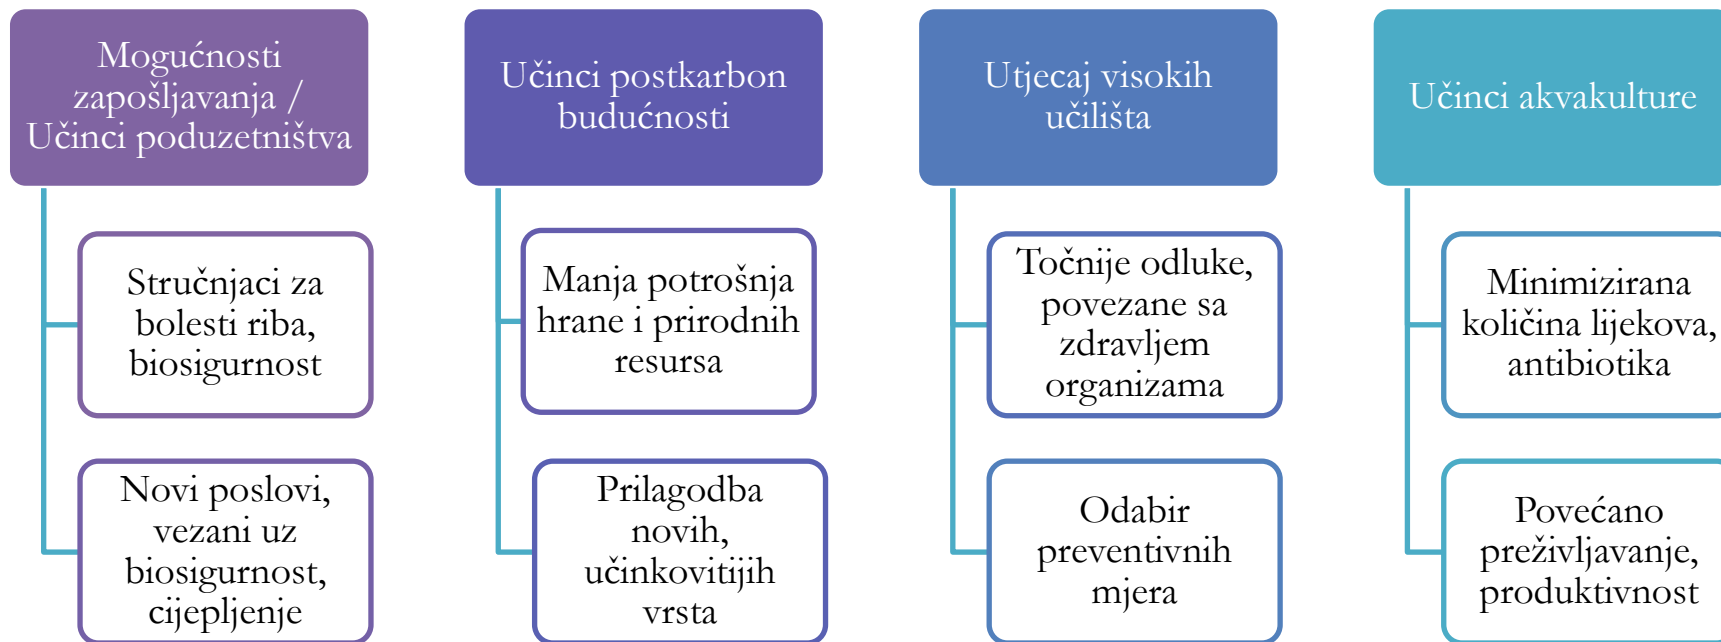 Mogućnosti
zapošljavanja /
Učinci poduzetništva
Stručnjaci za
bolesti riba,
biosigurnost
Novi poslovi,
vezani uz
biosigurnost,
cijepljenje
Učinci postkarbon
budućnosti
Manja potrošnja
hrane i prirodnih
resursa
Prilagodba
novih,
učinkovitijih
vrsta
Utjecaj visokih
učilišta
Točnije odluke,
povezane sa
zdravljem
organizama
Odabir
preventivnih
mjera
Učinci akvakulture
Minimizirana
količina lijekova,
antibiotika
Povećano
preživljavanje,
produktivnost